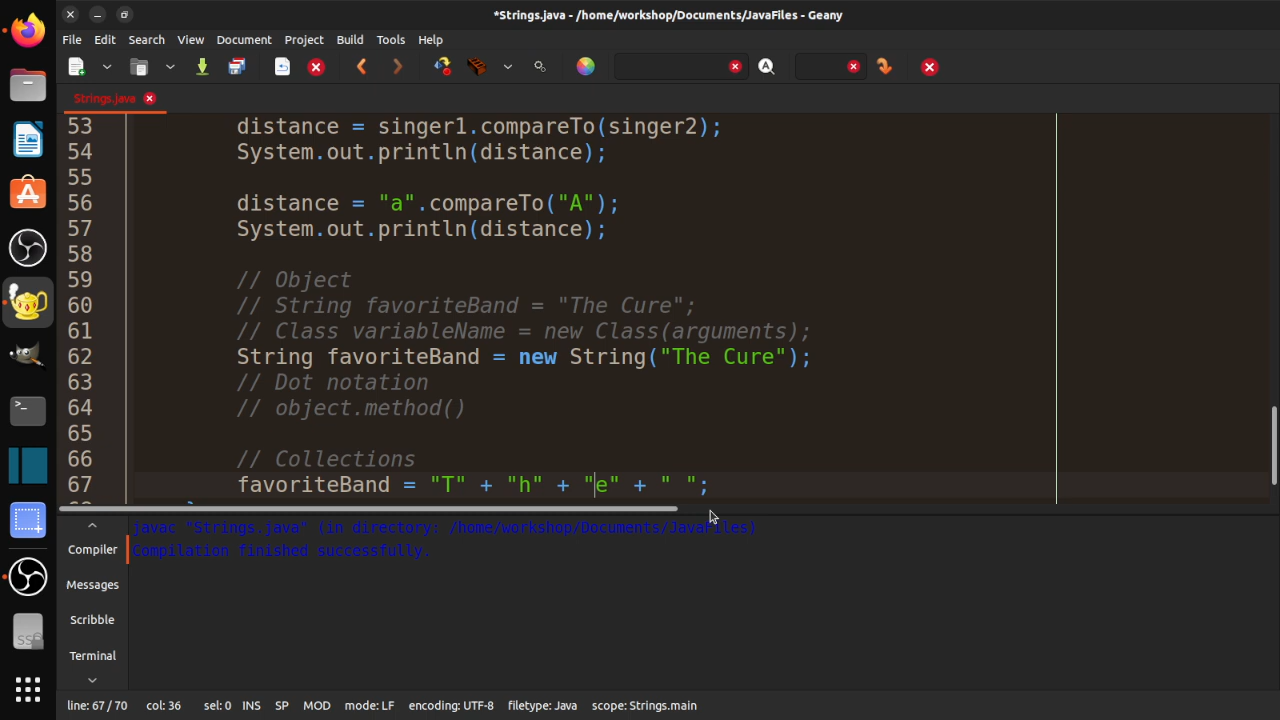 *Strings.java - /home/workshop/Documents/JavaFiles - Geany
File Edit Search View Document Project Build Tools Help
Strings.java
53 distance = singer1.compareTo(singer2);
54 System.out.println(distance);
55
56 distance = "a".compareTo("A");
57 System.out.println(distance);
58
59 // Object
60 // String favoriteBand = "The Cure";
61 // Class variableName = new Class(arguments);
62 String favoriteBand = new String("The Cure");
63 // Dot notation
64 // object.method()
65
66 // Collections
67 favoriteBand = "T" + "h" + "e" + " ";
javac "Strings.java" (in directory: /home/workshop/Documents/JavaFiles)
Compiler
Compilation finished successfully.
Messages
Scribble
Terminal
line: 67 / 70 col: 36 sel: 0 INS SP MOD mode: LF encoding: UTF-8 filetype: Java scope: Strings.main